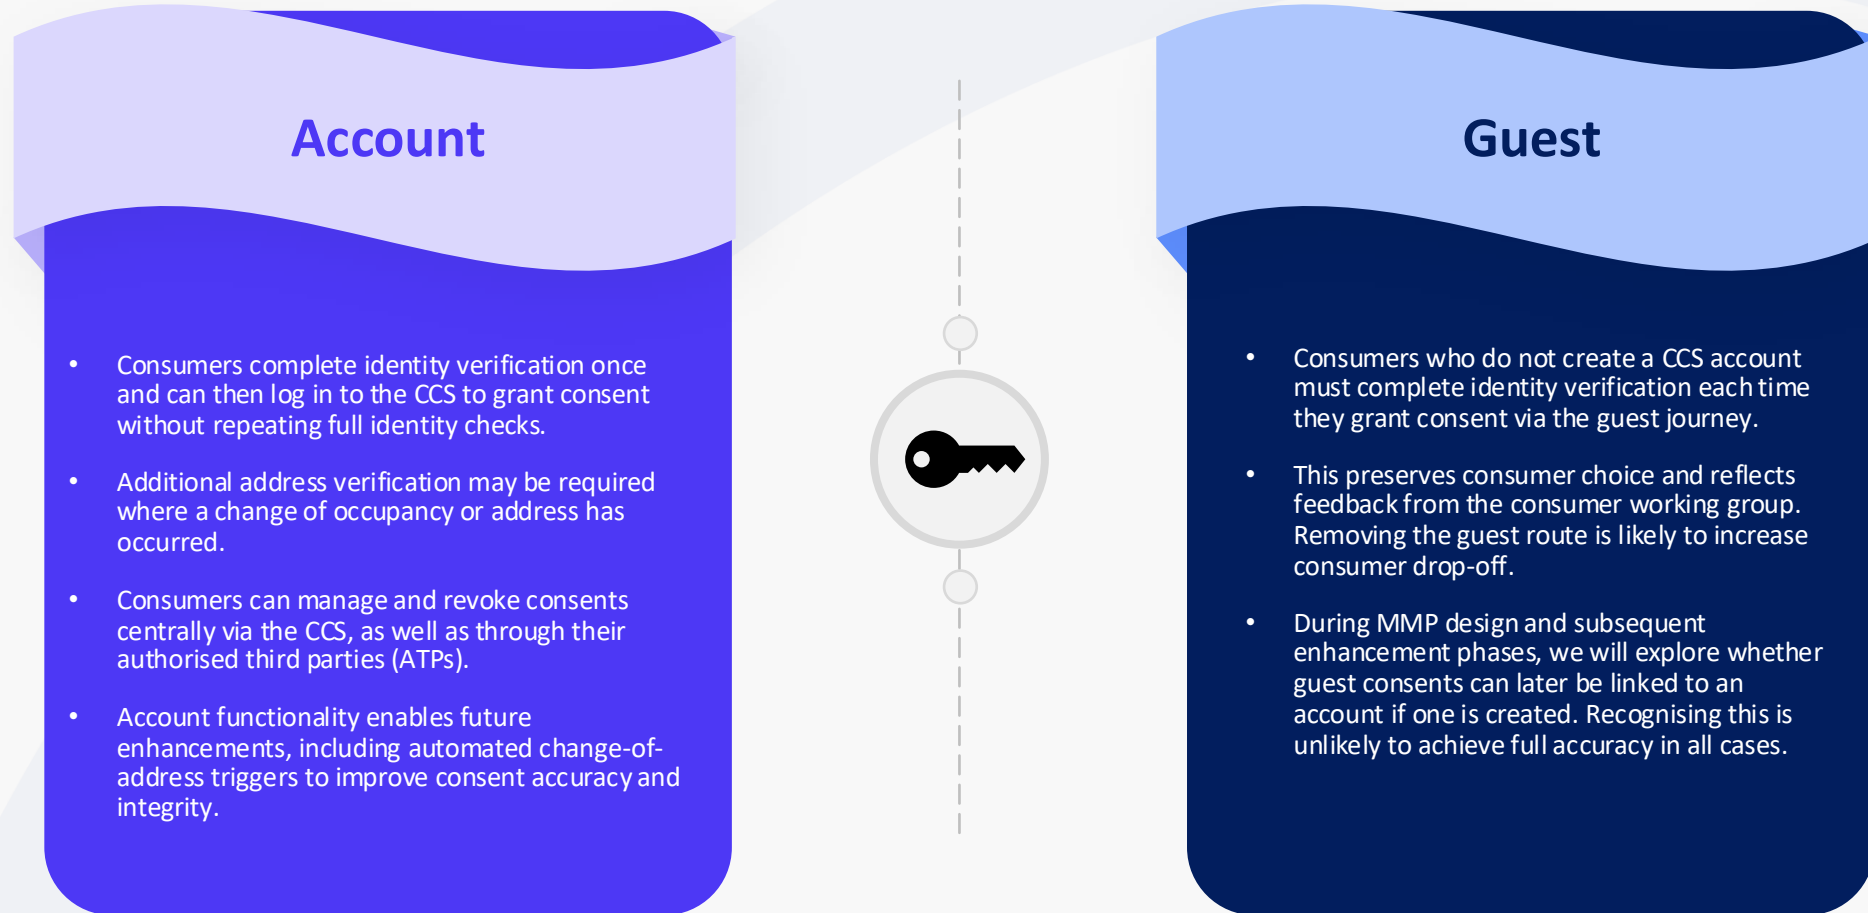 Account
• Consumers complete identity verification once
and can then log in to the CCS to grant consent
without repeating full identity checks.
• Additional address verification may be required
where a change of occupancy or address has
occurred.
• Consumers can manage and revoke consents
centrally via the CCS, as well as through their
authorised third parties (ATPs).
• Account functionality enables future
enhancements, including automated change-of-
address triggers to improve consent accuracy and
integrity.
Guest
• Consumers who do not create a CCS account
must complete identity verification each time
they grant consent via the guest journey.
• This preserves consumer choice and reflects
feedback from the consumer working group.
Removing the guest route is likely to increase
consumer drop-off.
• During MMP design and subsequent
enhancement phases, we will explore whether
guest consents can later be linked to an
account if one is created. Recognising this is
unlikely to achieve full accuracy in all cases.